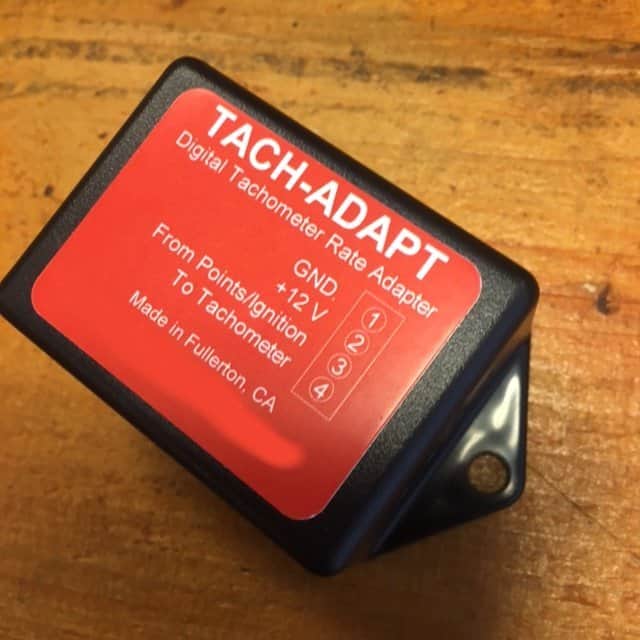 TACH-ADAPT
Digital Tachometer Rate Adapter
GND. 1
+12 V 2
From Points/Ignition 3
To Tachometer 4
Made in Fullerton, CA